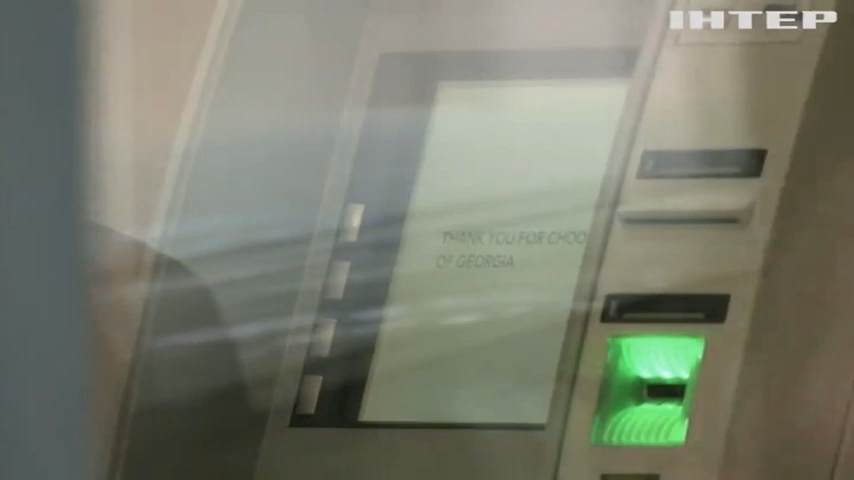 ІНТЕР
THANK YOU FOR CHOO
OF GEORGIA